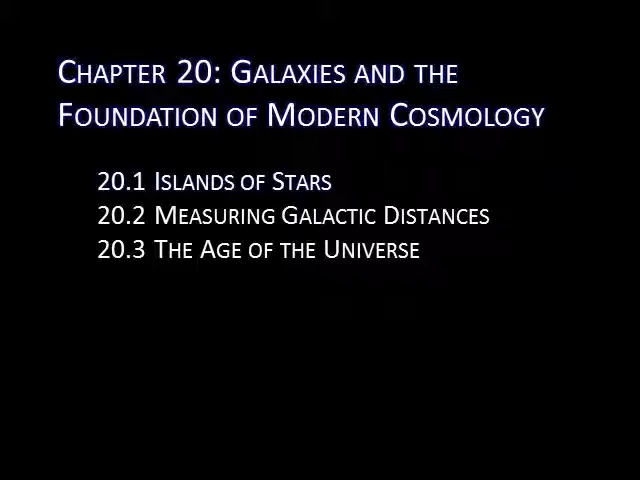 Chapter 20: Galaxies and the
Foundation of Modern Cosmology
20.1 Islands of Stars
20.2 Measuring Galactic Distances
20.3 The Age of the Universe